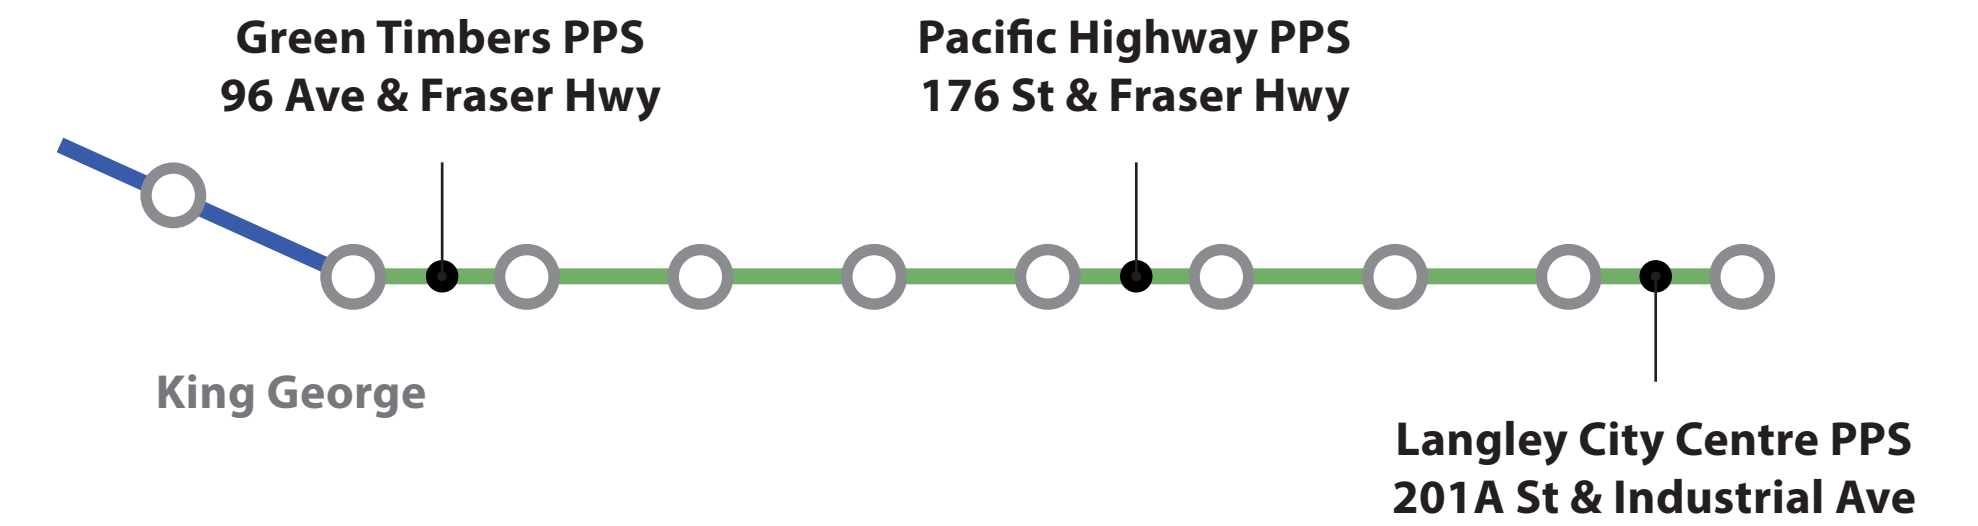 Green Timbers PPS
96 Ave & Fraser Hwy
Pacific Highway PPS
176 St & Fraser Hwy
King George
Langley City Centre PPS
201A St & Industrial Ave